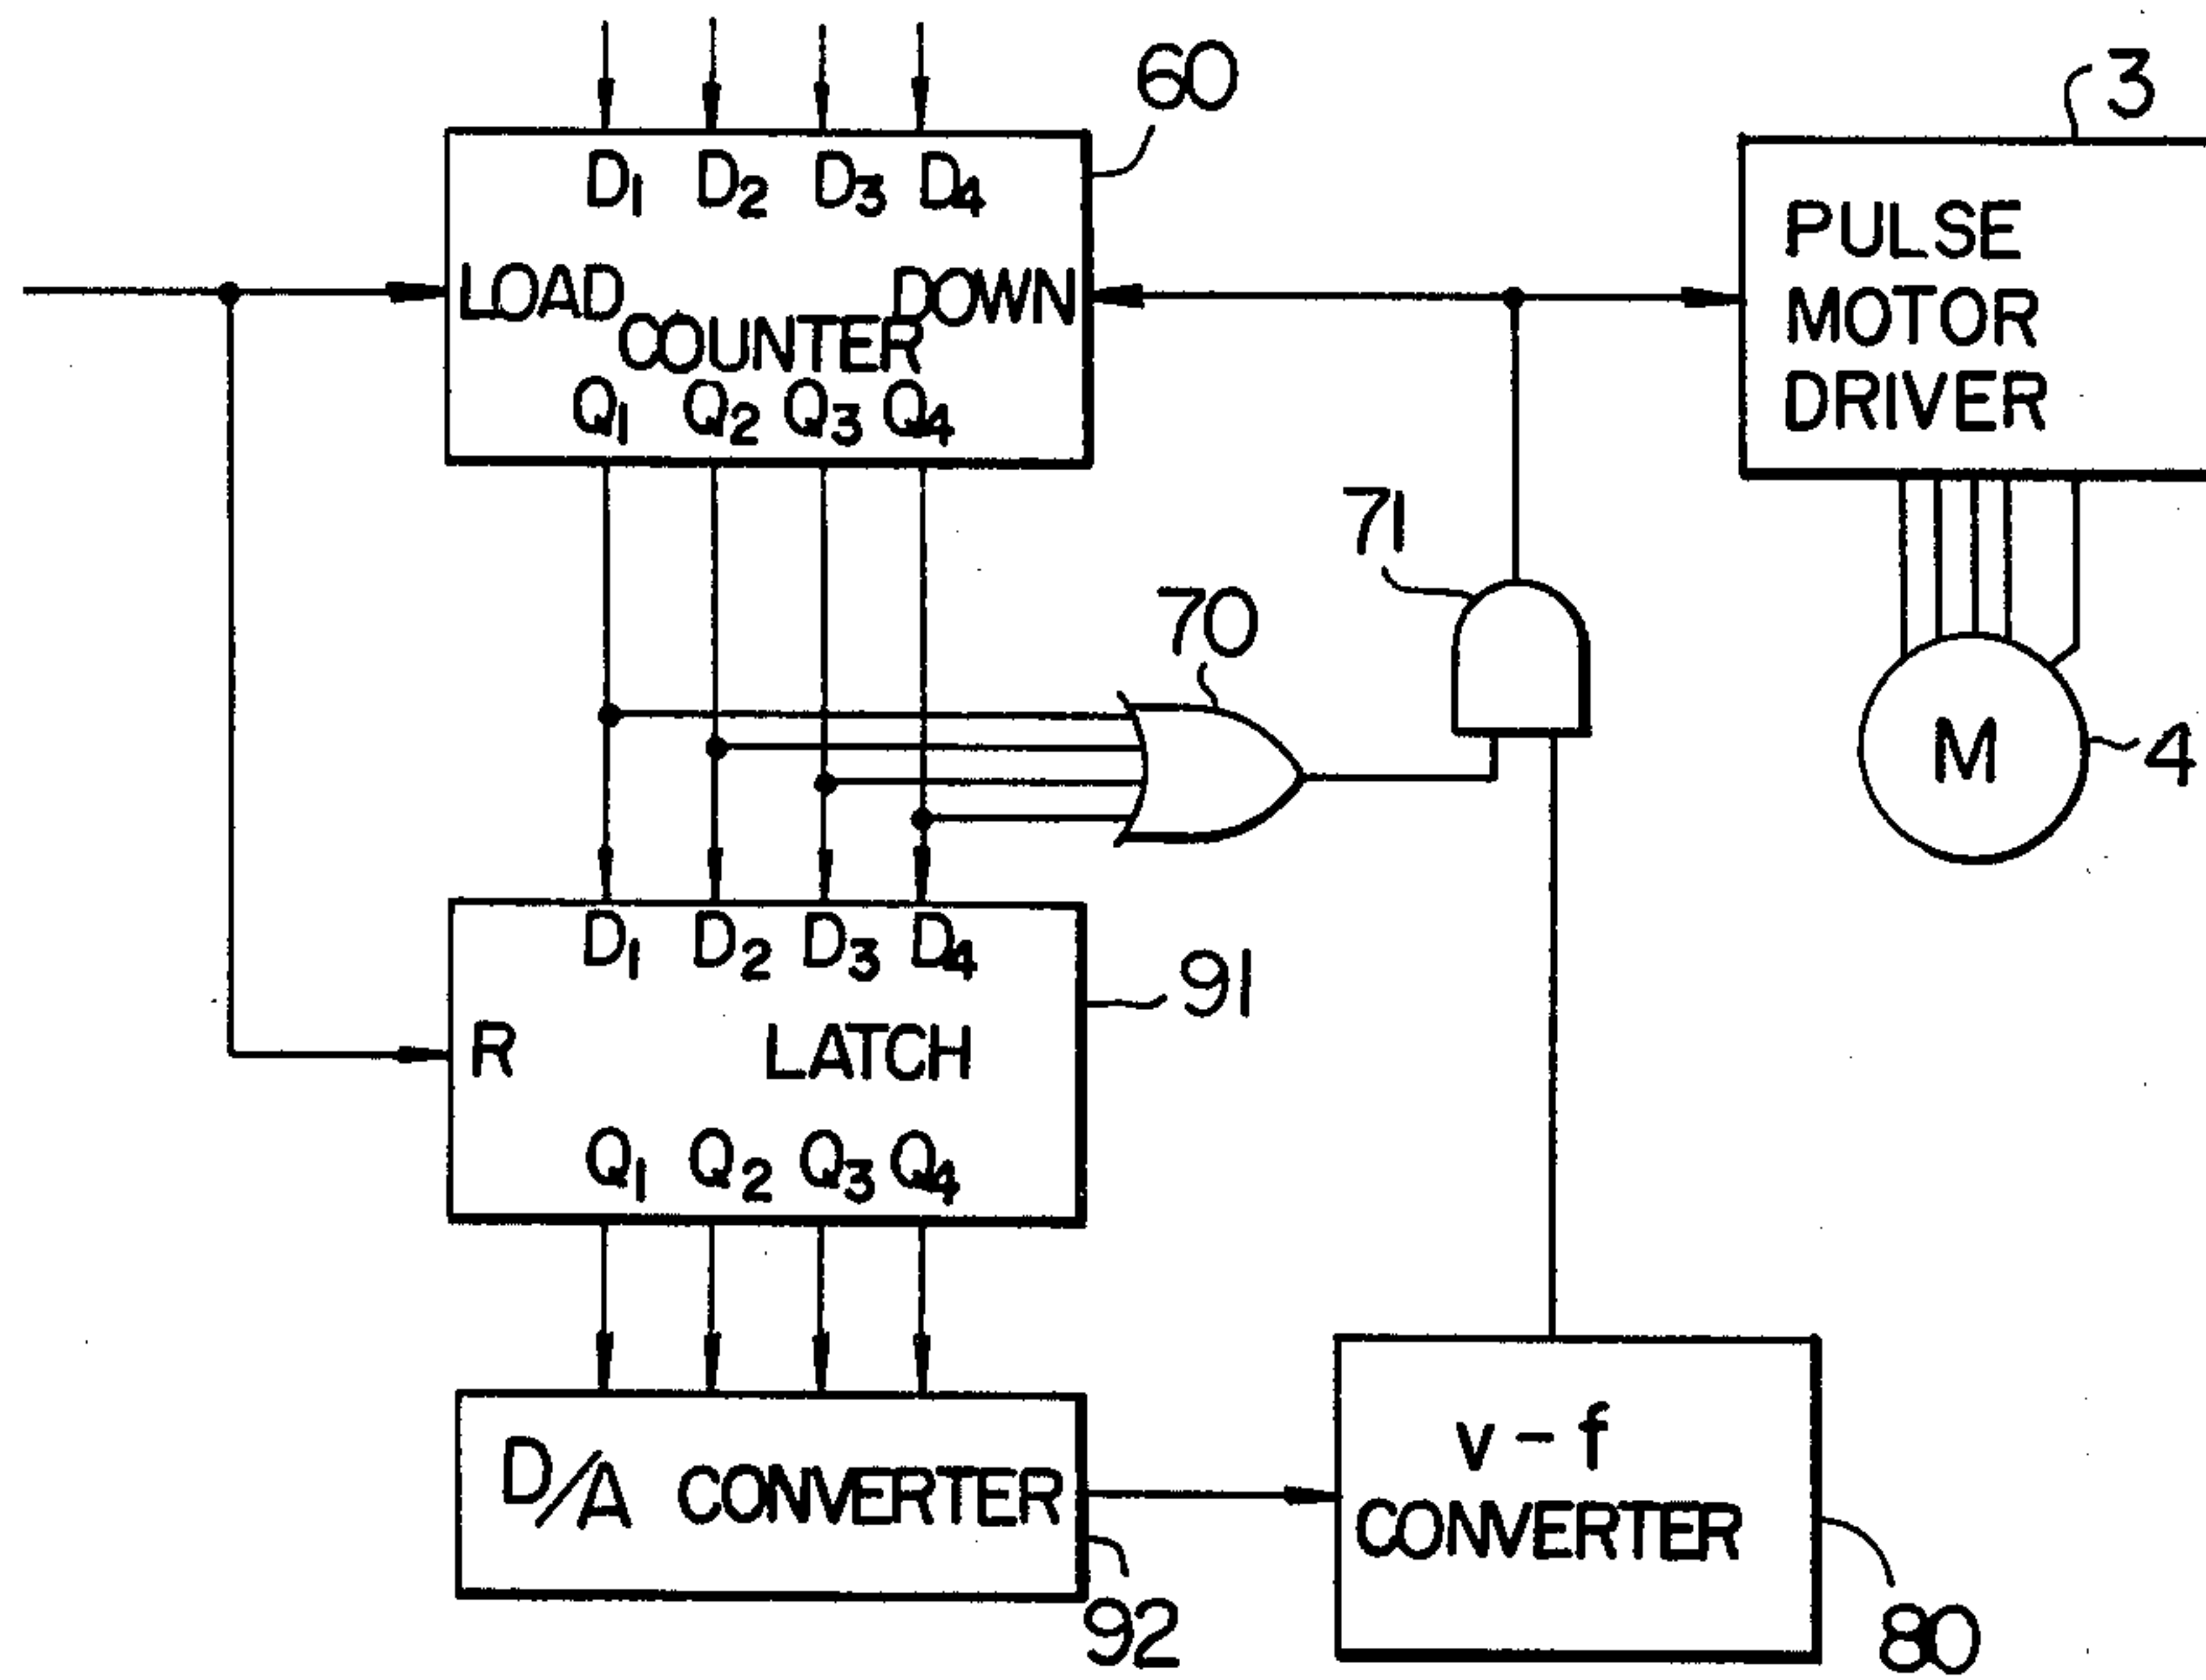 60
3
D1 D2 D3 D4
LOAD DOWN
COUNTER
Q1 Q2 Q3 Q4
PULSE
MOTOR
DRIVER
71
70
M
4
D1 D2 D3 D4
91
R LATCH
Q1 Q2 Q3 Q4
D/A CONVERTER
v-f
CONVERTER
92
80